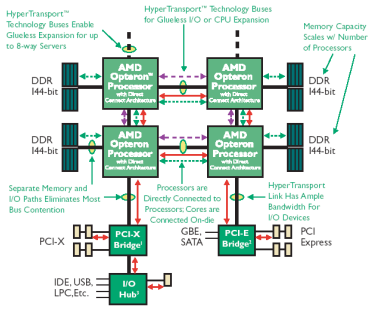 HyperTransport™
Technology Buses Enable
Glueless Expansion for up
to 8-way Servers
HyperTransport™ Technology Buses
for Glueless I/O or CPU Expansion
Memory Capacity
Scales w/ Number
of Processors
DDR
144-bit
AMD
Opteron™
Processor
with Direct
Connect Architecture
AMD
Opteron
Processor
with Direct
Connect Architecture
DDR
144-bit
DDR
144-bit
AMD
Opteron
Processor
with Direct
Connect Architecture
AMD
Opteron
Processor
with Direct
Connect Architecture
DDR
144-bit
Separate Memory and
I/O Paths Eliminates Most
Bus Contention
Processors are
Directly Connected to
Processors; Cores are
Connected On-die
HyperTransport
Link Has Ample
Bandwidth For
I/O Devices
PCI-X
PCI-X
Bridge¹
GBE,
SATA
PCI-E
Bridge²
PCI
Express
IDE, USB,
LPC,Etc.
I/O
Hub³